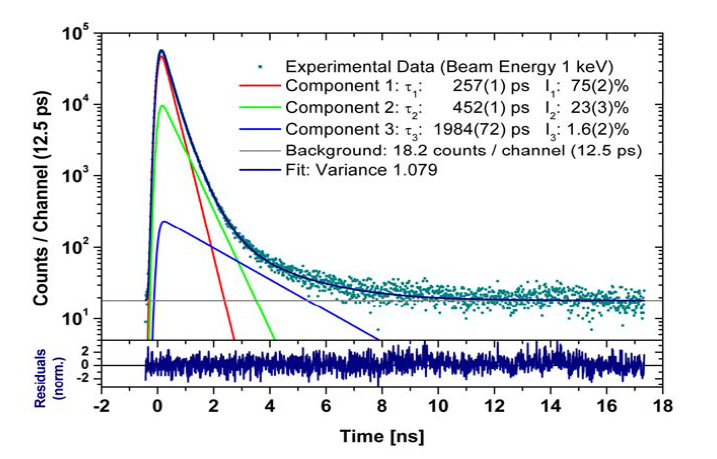 10⁵
10⁴
10³
10²
10¹
Counts / Channel (12.5 ps)
Experimental Data (Beam Energy 1 keV)
Component 1: τ₁: 257(1) ps I₁: 75(2)%
Component 2: τ₂: 452(1) ps I₂: 23(3)%
Component 3: τ₃: 1984(72) ps I₃: 1.6(2)%
Background: 18.2 counts / channel (12.5 ps)
Fit: Variance 1.079
Residuals
(norm.)
2
0
-2
-2 0 2 4 6 8 10 12 14 16 18
Time [ns]